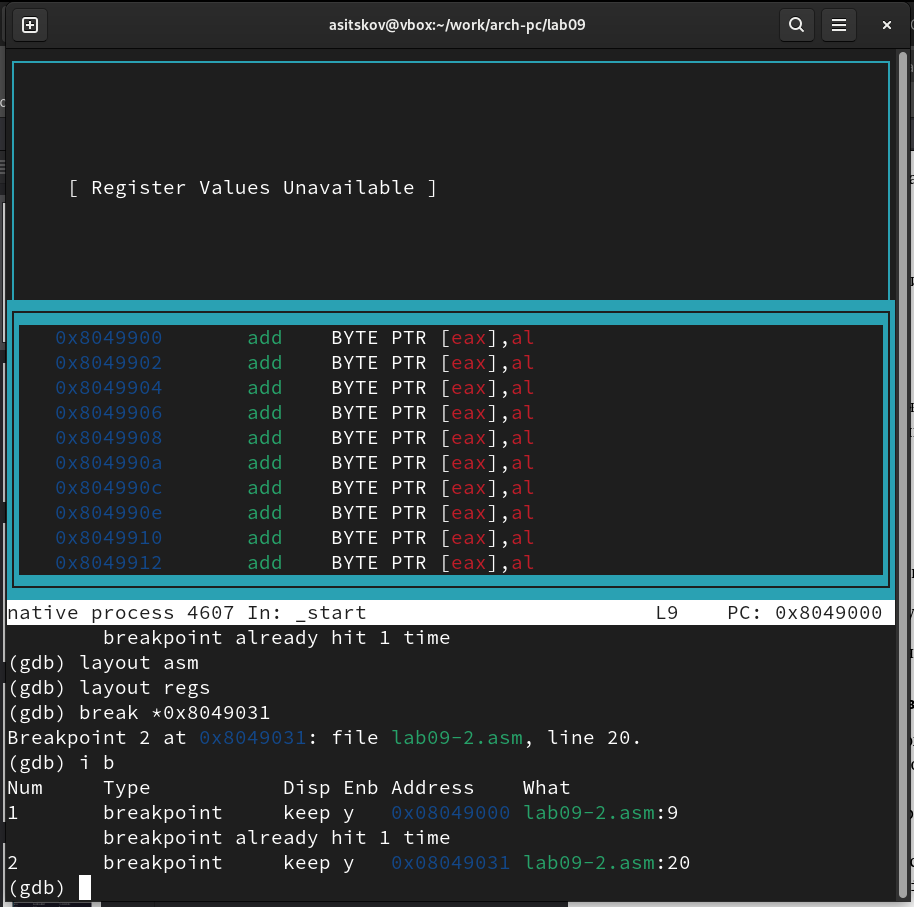 asitskov@vbox:~/work/arch-pc/lab09
[ Register Values Unavailable ]
0x8049900 add BYTE PTR [eax],al
0x8049902 add BYTE PTR [eax],al
0x8049904 add BYTE PTR [eax],al
0x8049906 add BYTE PTR [eax],al
0x8049908 add BYTE PTR [eax],al
0x804990a add BYTE PTR [eax],al
0x804990c add BYTE PTR [eax],al
0x804990e add BYTE PTR [eax],al
0x8049910 add BYTE PTR [eax],al
0x8049912 add BYTE PTR [eax],al
native process 4607 In: _start L9 PC: 0x8049000
breakpoint already hit 1 time
(gdb) layout asm
(gdb) layout regs
(gdb) break *0x8049031
Breakpoint 2 at 0x8049031: file lab09-2.asm, line 20.
(gdb) i b
Num Type Disp Enb Address What
1 breakpoint keep y 0x08049000 lab09-2.asm:9
breakpoint already hit 1 time
2 breakpoint keep y 0x08049031 lab09-2.asm:20
(gdb)